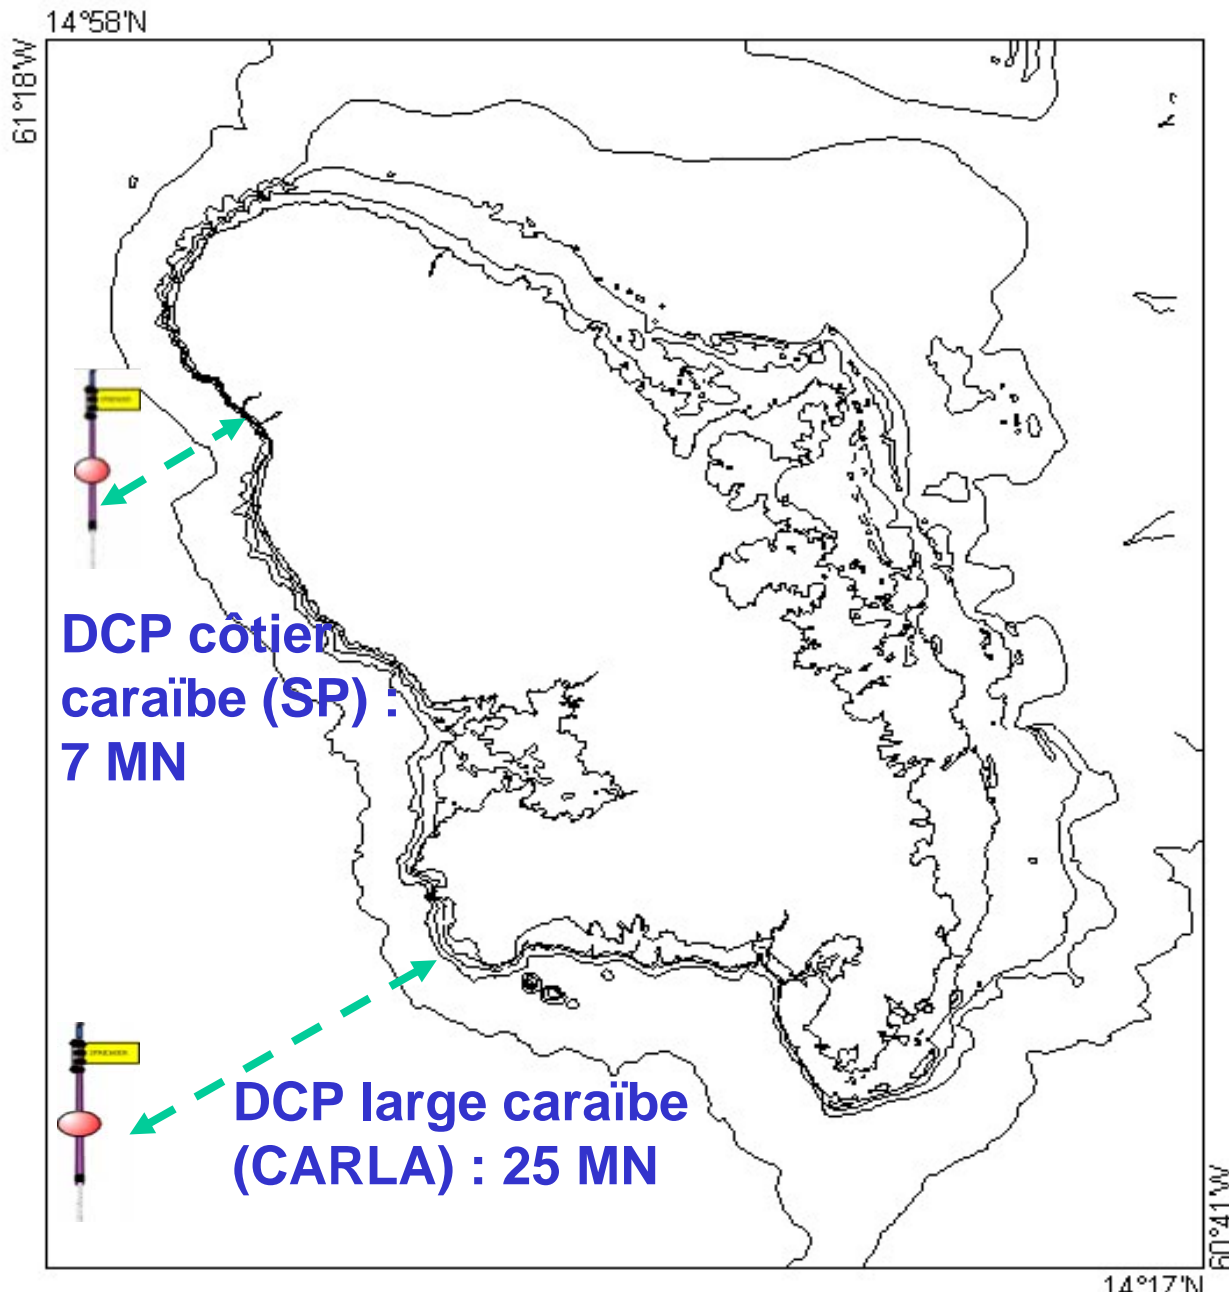 14°58'N
61°18'W
DCP côtier
caraïbe (SP) :
7 MN
DCP large caraïbe
(CARLA) : 25 MN
60°41'W
14°17'N